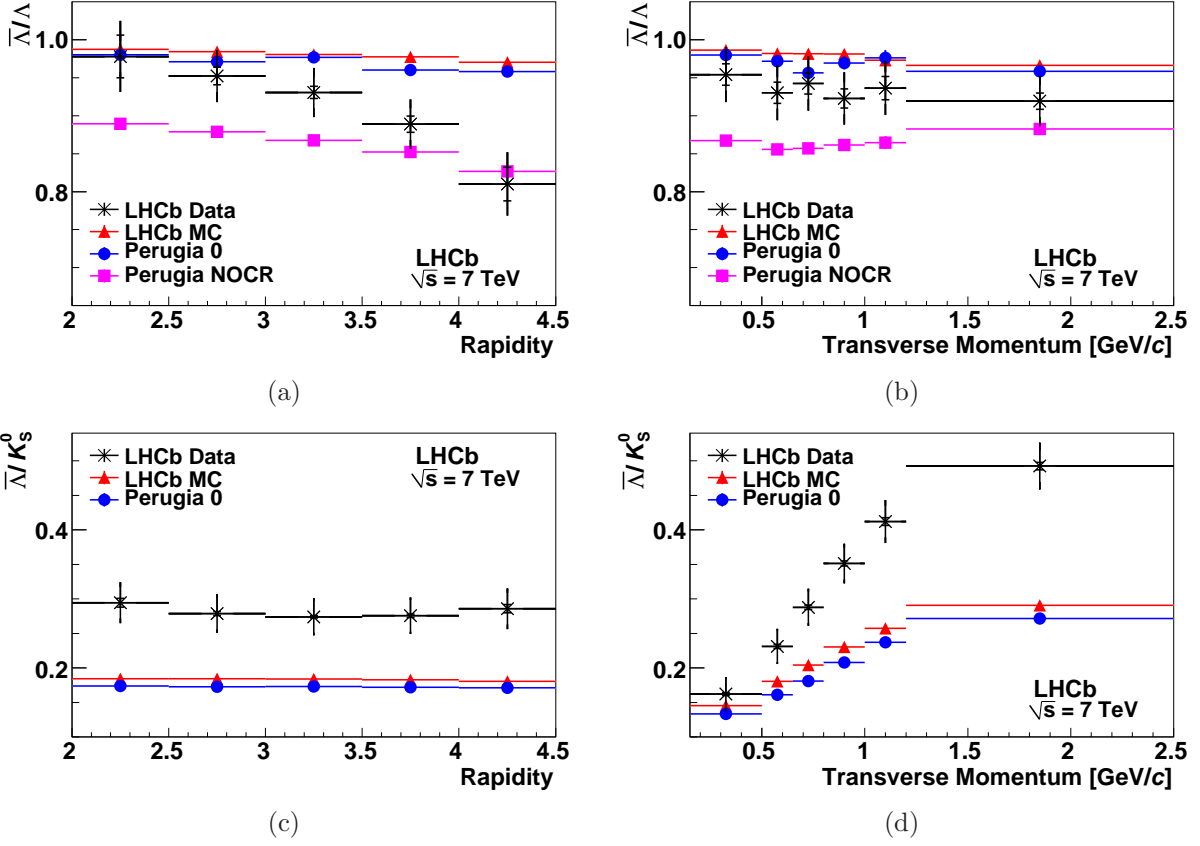 Λ̅/Λ
1.0
0.8
LHCb Data
LHCb MC
Perugia 0
Perugia NOCR
LHCb
√s = 7 TeV
2 2.5 3 3.5 4 4.5
Rapidity
(a)
Λ̅/Λ
1.0
0.8
LHCb Data
LHCb MC
Perugia 0
Perugia NOCR
LHCb
√s = 7 TeV
0.5 1 1.5 2 2.5
Transverse Momentum [GeV/c]
(b)
Λ̅/K⁰S
0.4
0.2
LHCb Data
LHCb MC
Perugia 0
LHCb
√s = 7 TeV
2 2.5 3 3.5 4 4.5
Rapidity
(c)
Λ̅/K⁰S
0.4
0.2
LHCb Data
LHCb MC
Perugia 0
LHCb
√s = 7 TeV
0.5 1 1.5 2 2.5
Transverse Momentum [GeV/c]
(d)